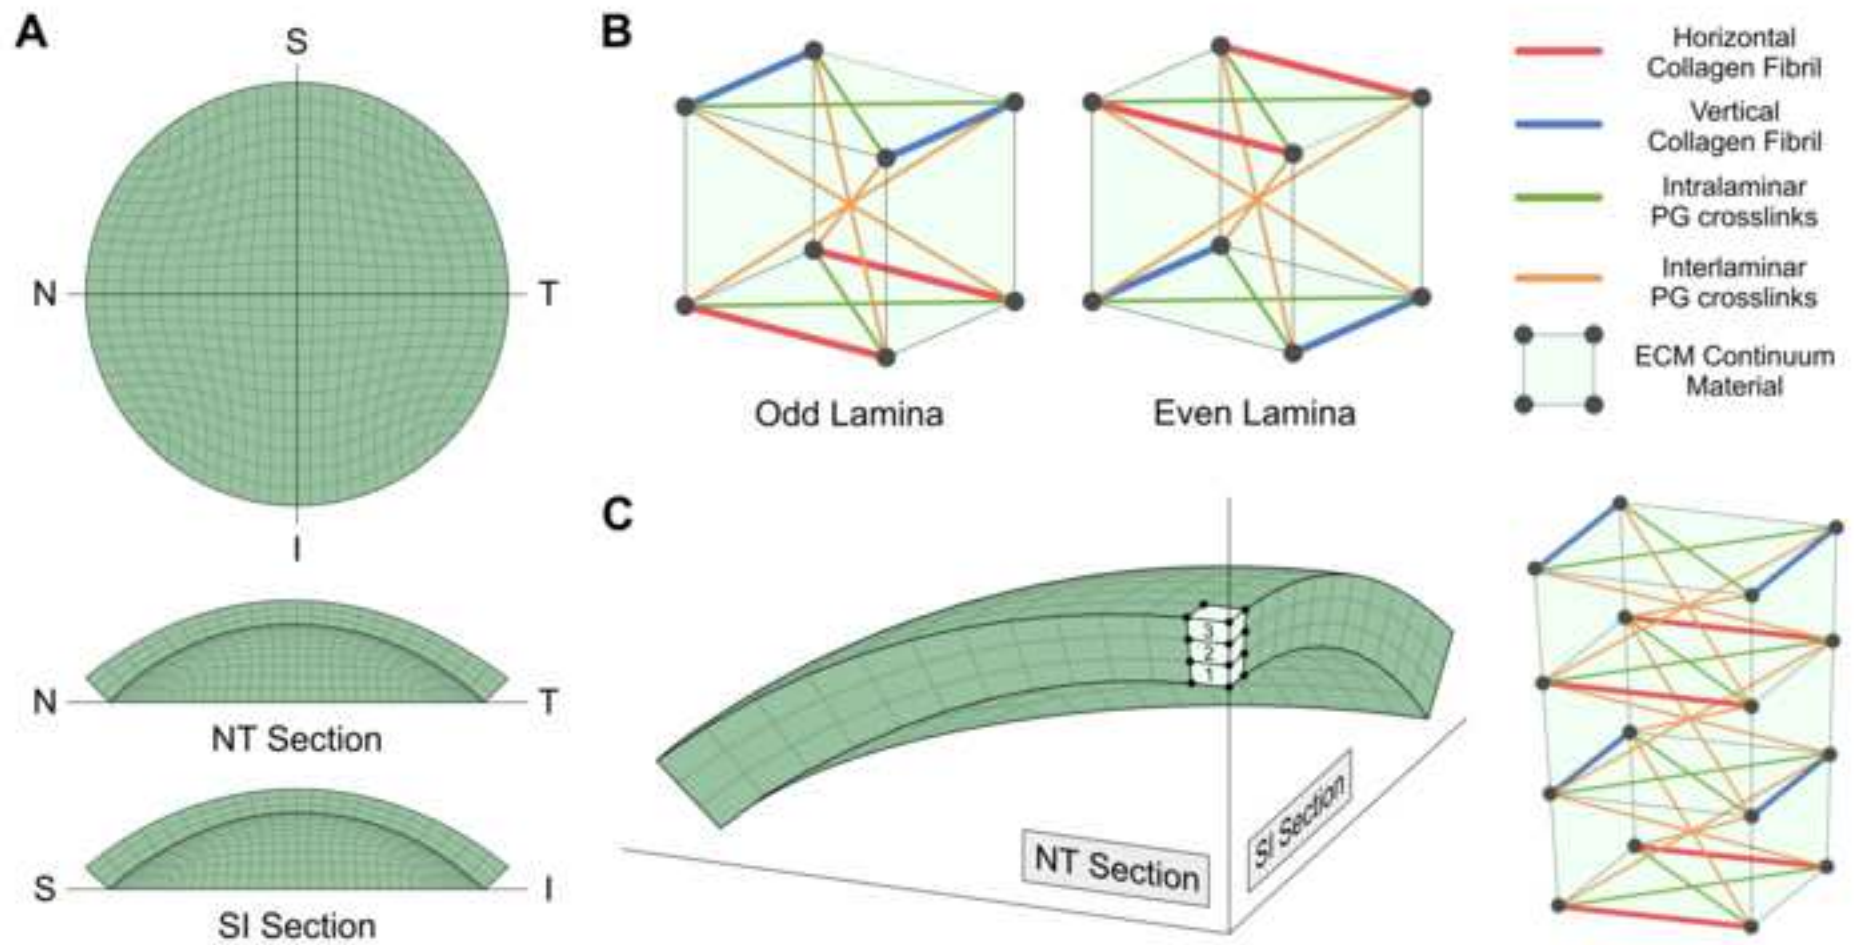 A
S
N
T
I
N
T
NT Section
S
I
SI Section
B
Odd Lamina
Even Lamina
Horizontal
Collagen Fibril
Vertical
Collagen Fibril
Intralaminar
PG crosslinks
Interlaminar
PG crosslinks
ECM Continuum
Material
C
3
2
1
NT Section
SI Section